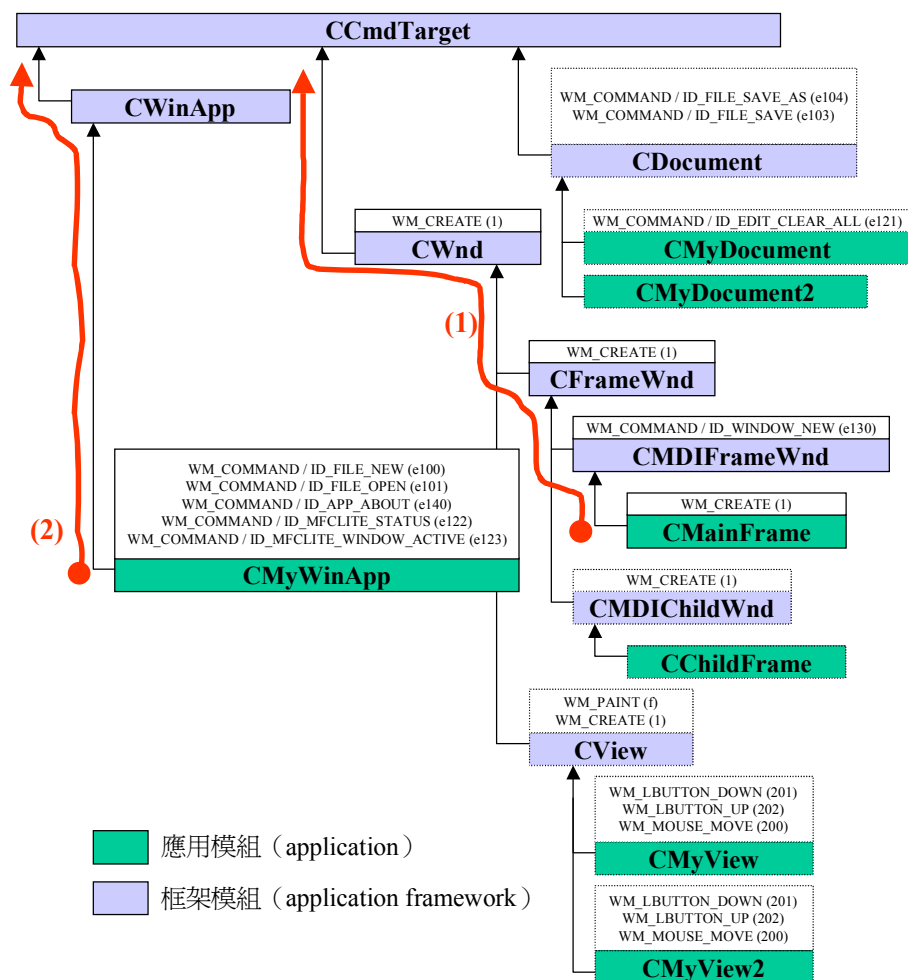 CCmdTarget
CWinApp
WM_COMMAND / ID_FILE_SAVE_AS (e104)
WM_COMMAND / ID_FILE_SAVE (e103)
CDocument
WM_CREATE (1)
CWnd
WM_COMMAND / ID_EDIT_CLEAR_ALL (e121)
CMyDocument
CMyDocument2
(1)
WM_CREATE (1)
CFrameWnd
WM_COMMAND / ID_WINDOW_NEW (e130)
CMDIFrameWnd
WM_CREATE (1)
CMainFrame
(2)
WM_COMMAND / ID_FILE_NEW (e100)
WM_COMMAND / ID_FILE_OPEN (e101)
WM_COMMAND / ID_APP_ABOUT (e140)
WM_COMMAND / ID_MFCLITE_STATUS (e122)
WM_COMMAND / ID_MFCLITE_WINDOW_ACTIVE (e123)
CMyWinApp
WM_CREATE (1)
CMDIChildWnd
CChildFrame
WM_PAINT (f)
WM_CREATE (1)
CView
WM_LBUTTON_DOWN (201)
WM_LBUTTON_UP (202)
WM_MOUSE_MOVE (200)
CMyView
WM_LBUTTON_DOWN (201)
WM_LBUTTON_UP (202)
WM_MOUSE_MOVE (200)
CMyView2
應用模組（application）
框架模組（application framework）